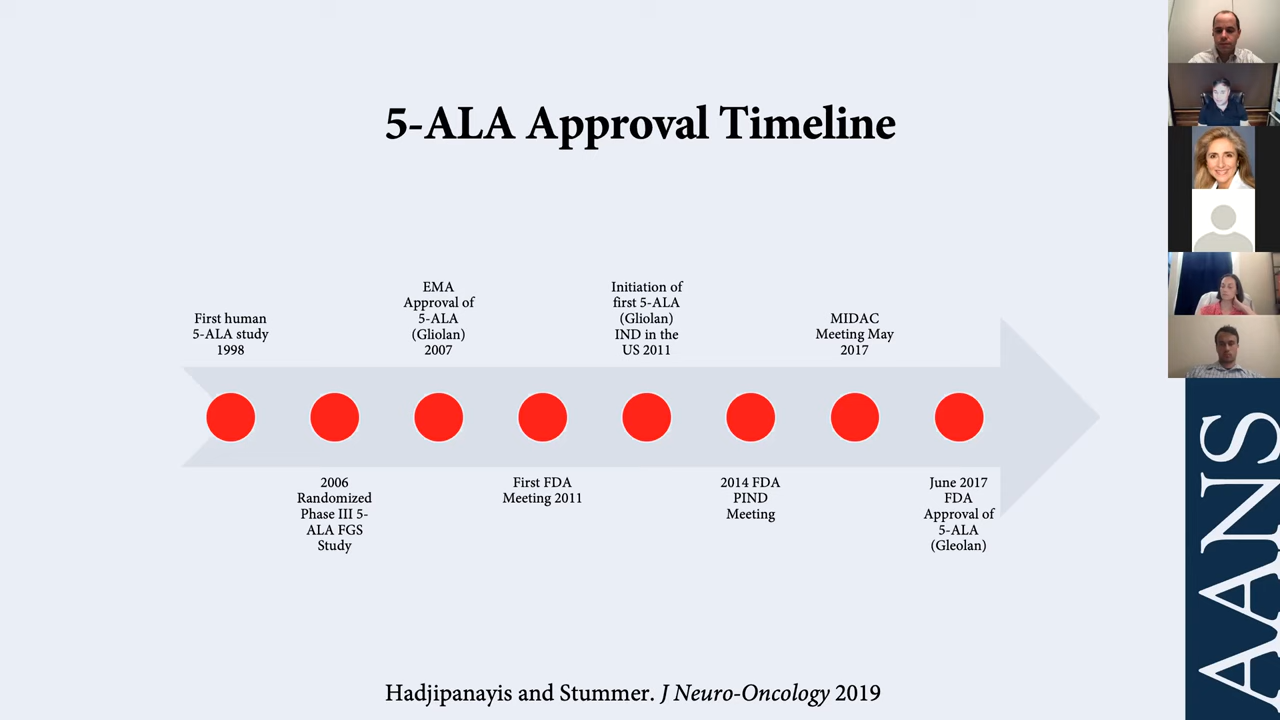 5-ALA Approval Timeline
First human
5-ALA study
1998
2006
Randomized
Phase III 5-
ALA FGS
Study
EMA
Approval of
5-ALA
(Gliolan)
2007
First FDA
Meeting 2011
Initiation of
first 5-ALA
(Gliolan)
IND in the
US 2011
2014 FDA
PIND
Meeting
MIDAC
Meeting May
2017
June 2017
FDA
Approval of
5-ALA
(Gleolan)
Hadjipanayis and Stummer. J Neuro-Oncology 2019
AANS